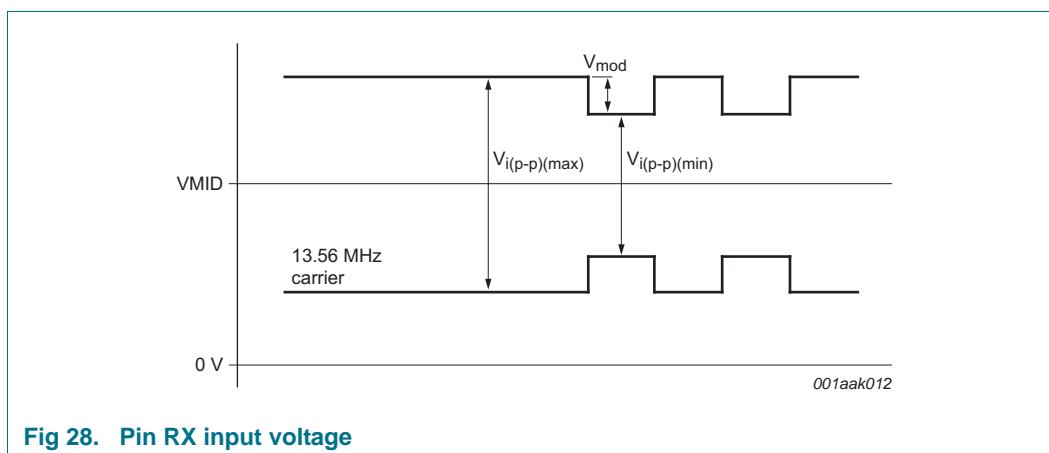 Vmod
Vi(p-p)(max)
Vi(p-p)(min)
VMID
13.56 MHz
carrier
0 V
001aak012
Fig 28. Pin RX input voltage